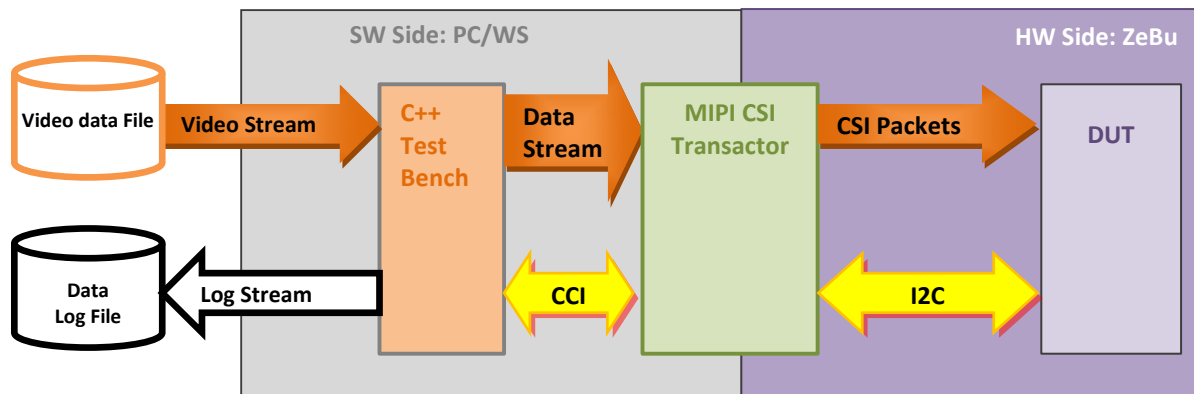 SW Side: PC/WS
HW Side: ZeBu
Video data File
Video Stream
C++
Test
Bench
Data
Stream
MIPI CSI
Transactor
CSI Packets
DUT
Data
Log File
Log Stream
CCI
I2C